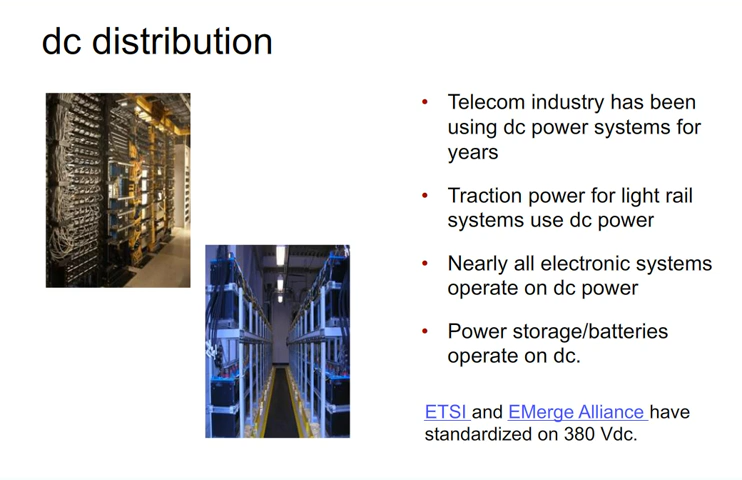 dc distribution
• Telecom industry has been
using dc power systems for
years
• Traction power for light rail
systems use dc power
• Nearly all electronic systems
operate on dc power
• Power storage/batteries
operate on dc.
ETSI and EMerge Alliance have
standardized on 380 Vdc.